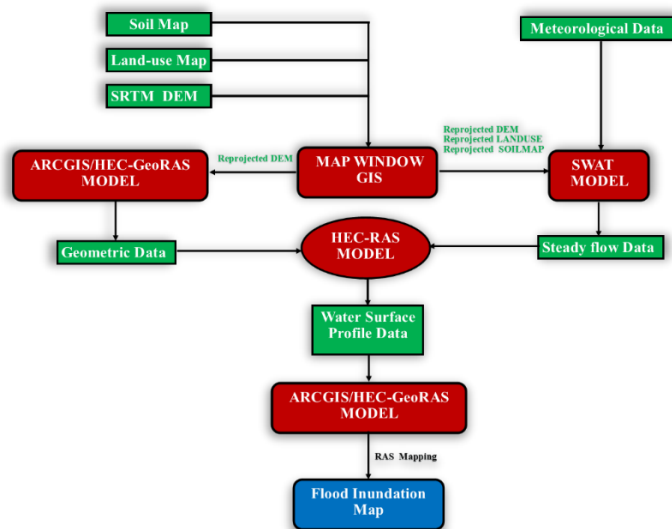 Soil Map
Meteorological Data
Land-use Map
SRTM DEM
Reprojected DEM
Reprojected LANDUSE
Reprojected SOILMAP
Reprojected DEM
ARCGIS/HEC-GeoRAS
MODEL
MAP WINDOW
GIS
SWAT
MODEL
Geometric Data
HEC-RAS
MODEL
Steady flow Data
Water Surface
Profile Data
ARCGIS/HEC-GeoRAS
MODEL
RAS Mapping
Flood Inundation
Map